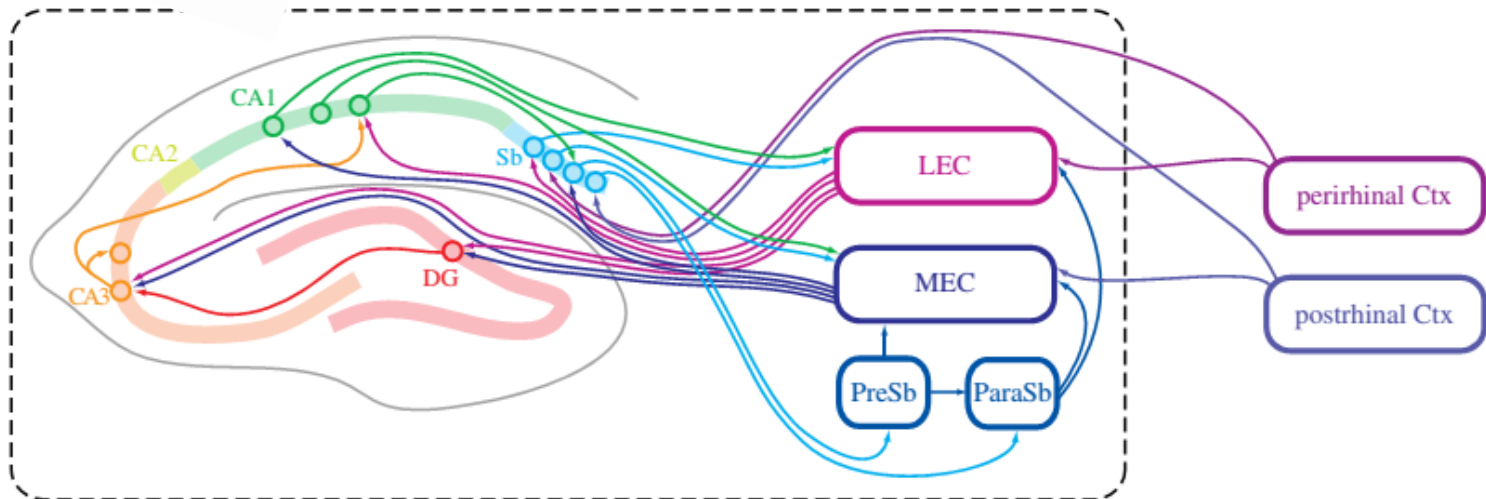 CA1
CA2
Sb
LEC
perirhinal Ctx
DG
MEC
CA3
postrhinal Ctx
PreSb
ParaSb